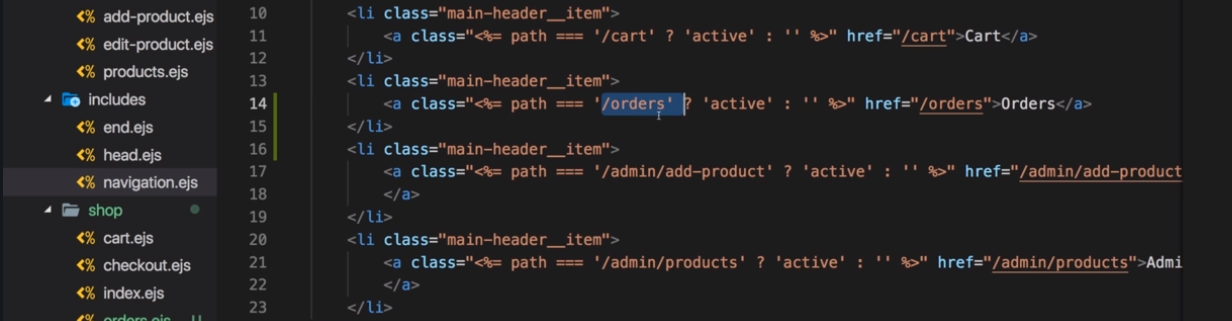 add-product.ejs
edit-product.ejs
products.ejs
includes
end.ejs
head.ejs
navigation.ejs
shop
cart.ejs
checkout.ejs
index.ejs
orders.ejs U
10 <li class="main-header__item">
11 <a class="<%= path === '/cart' ? 'active' : '' %>" href="/cart">Cart</a>
12 </li>
13 <li class="main-header__item">
14 <a class="<%= path === '/orders' ? 'active' : '' %>" href="/orders">Orders</a>
15 </li>
16 <li class="main-header__item">
17 <a class="<%= path === '/admin/add-product' ? 'active' : '' %>" href="/admin/add-product
18 </a>
19 </li>
20 <li class="main-header__item">
21 <a class="<%= path === '/admin/products' ? 'active' : '' %>" href="/admin/products">Admi
22 </a>
23 </li>